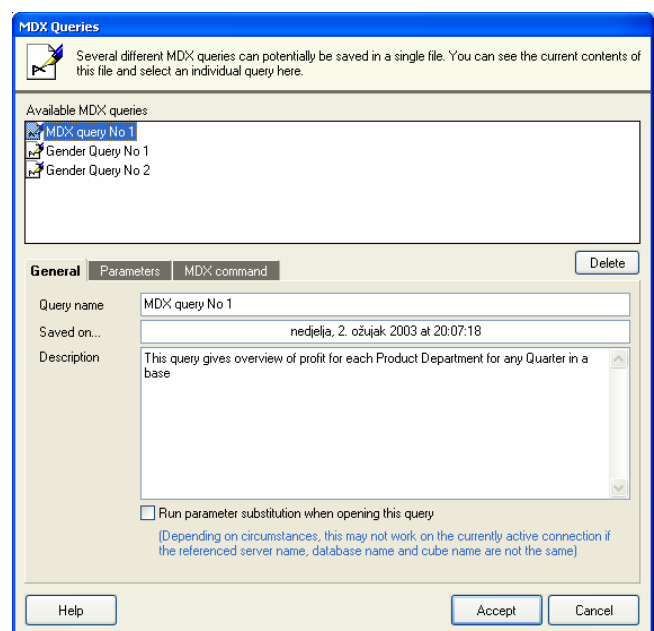 MDX Queries
Several different MDX queries can potentially be saved in a single file. You can see the current contents of
this file and select an individual query here.
Available MDX queries
MDX query No 1
Gender Query No 1
Gender Query No 2
Delete
General Parameters MDX command
Query name MDX query No 1
Saved on... nedjelja, 2. ožujak 2003 at 20:07:18
Description This query gives overview of profit for each Product Department for any Quarter in a
base
Run parameter substitution when opening this query
(Depending on circumstances, this may not work on the currently active connection if
the referenced server name, database name and cube name are not the same)
Help Accept Cancel